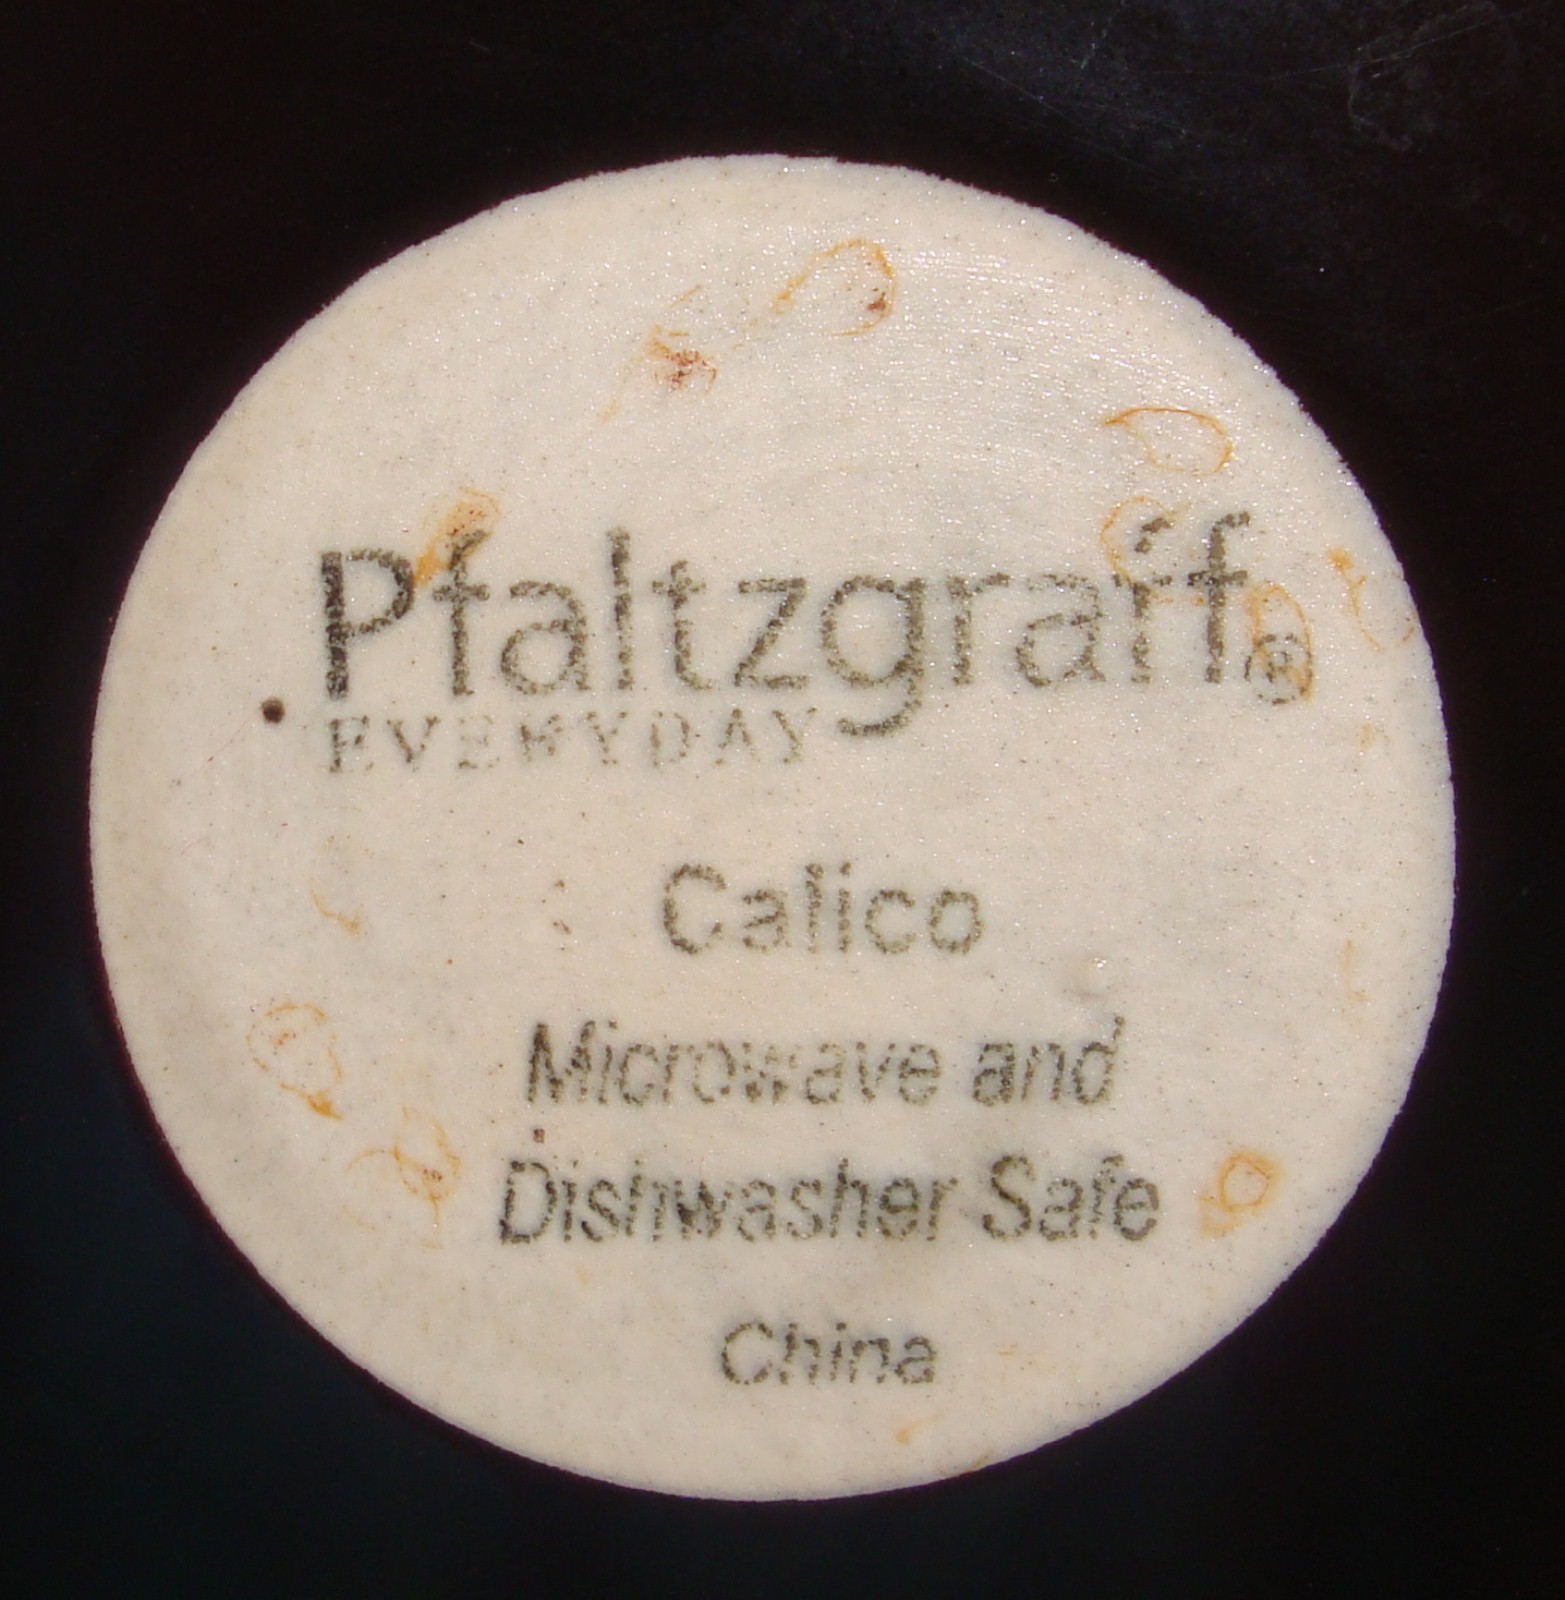 Pfaltzgraff®
EVERYDAY
Calico
Microwave and
Dishwasher Safe
China